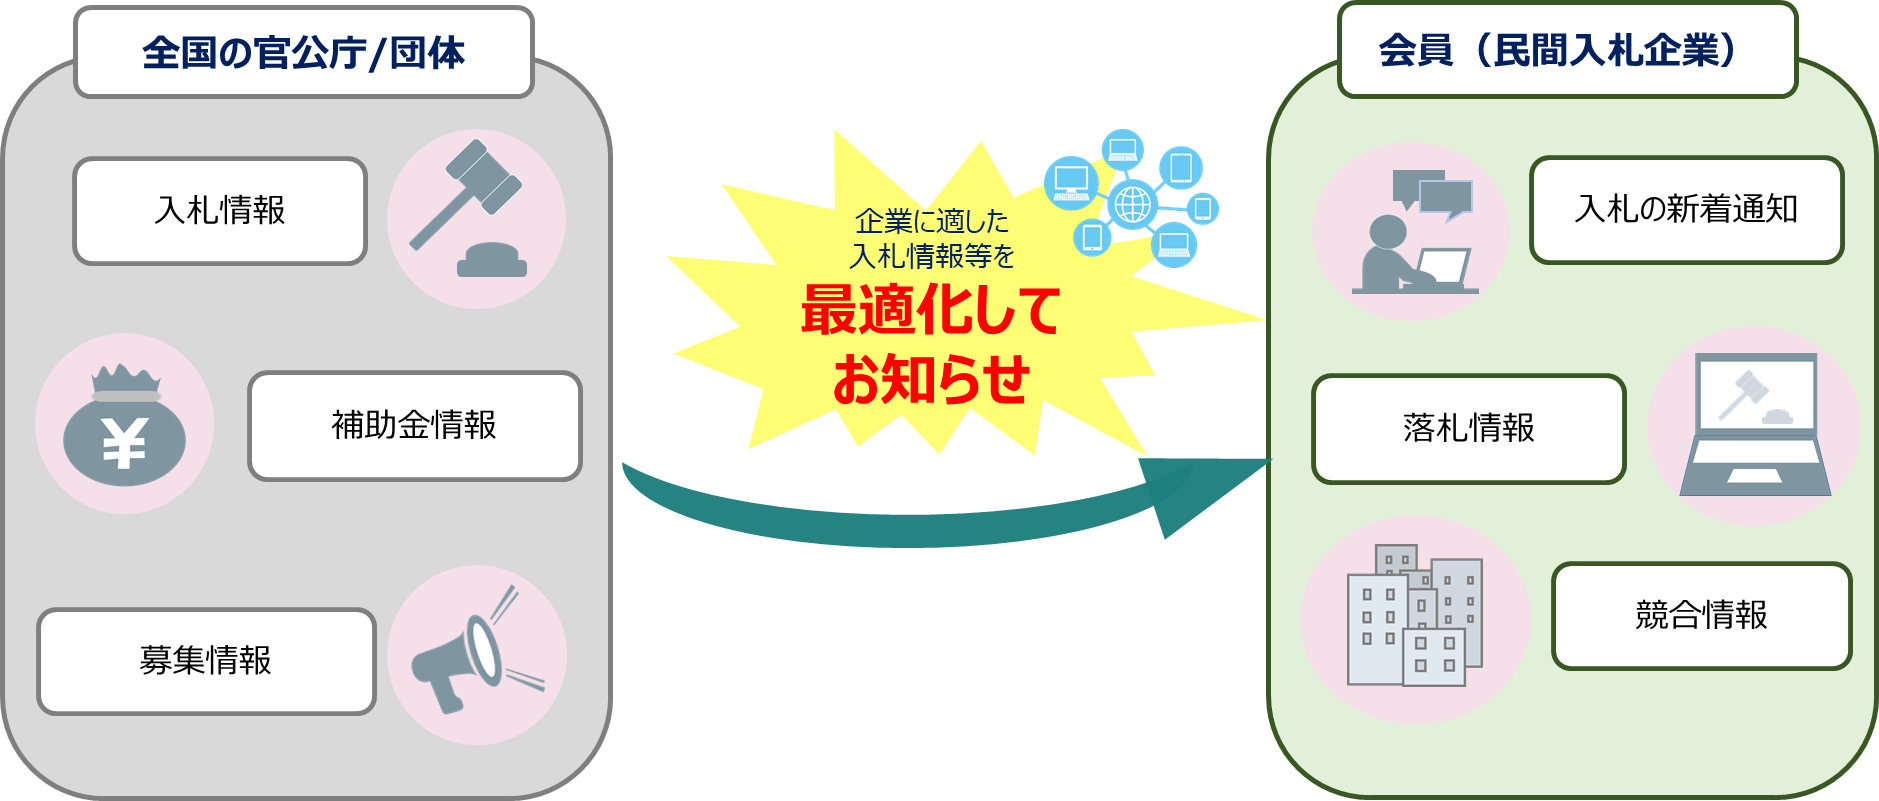 全国の官公庁/団体
入札情報
補助金情報
¥
募集情報
企業に適した
入札情報等を
最適化して
お知らせ
会員（民間入札企業）
入札の新着通知
落札情報
競合情報